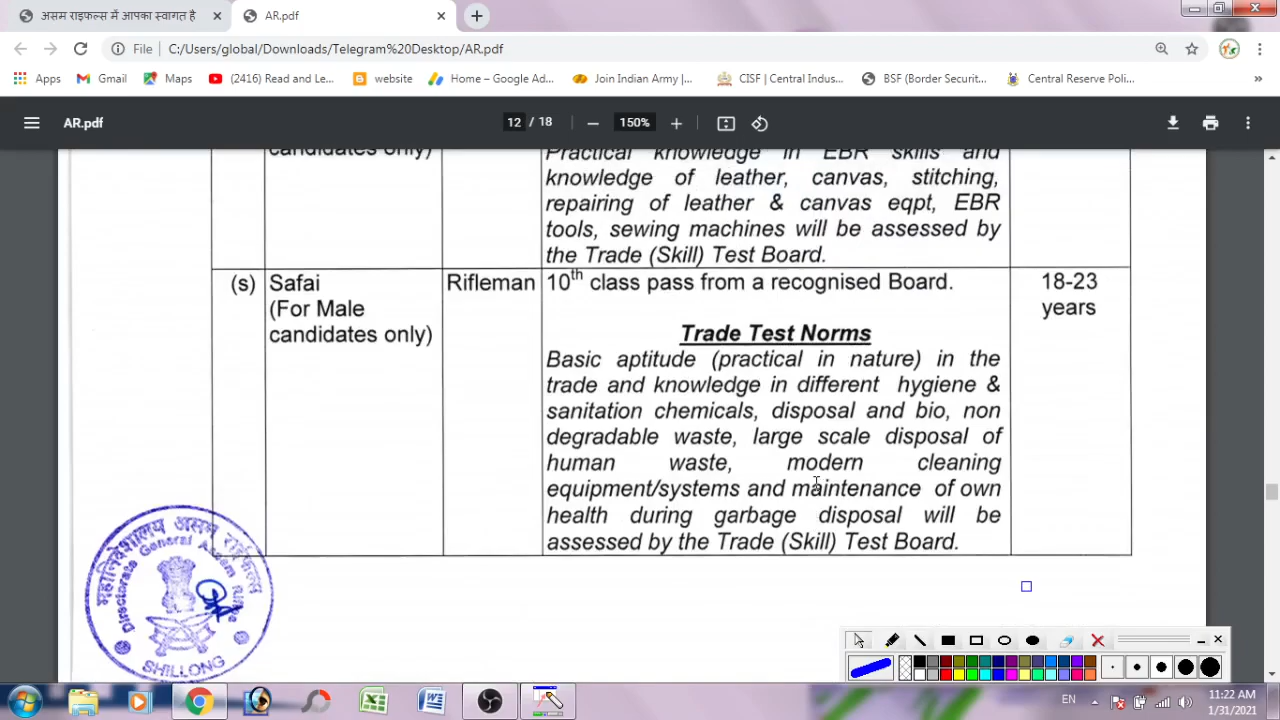 असम राइफल्स में आपका स्वागत है
AR.pdf
File
C:/Users/global/Downloads/Telegram%20Desktop/AR.pdf
Apps
Gmail
Maps
(2416) Read and Le...
website
Home – Google Ad...
Join Indian Army |...
CISF | Central Indus...
BSF (Border Securit...
Central Reserve Poli...
»
AR.pdf
12 / 18
150%
candidates only)
Practical knowledge in EBR skills and
knowledge of leather, canvas, stitching,
repairing of leather & canvas eqpt, EBR
tools, sewing machines will be assessed by
the Trade (Skill) Test Board.
(s)
Safai
(For Male
candidates only)
Rifleman
10th class pass from a recognised Board.
18-23
years
Trade Test Norms
Basic aptitude (practical in nature) in the
trade and knowledge in different hygiene &
sanitation chemicals, disposal and bio, non
degradable waste, large scale disposal of
human waste, modern cleaning
equipment/systems and maintenance of own
health during garbage disposal will be
assessed by the Trade (Skill) Test Board.
महानिदेशालय असम राइफल
Directorate General
SHILLONG
EN
11:22 AM
1/31/2021